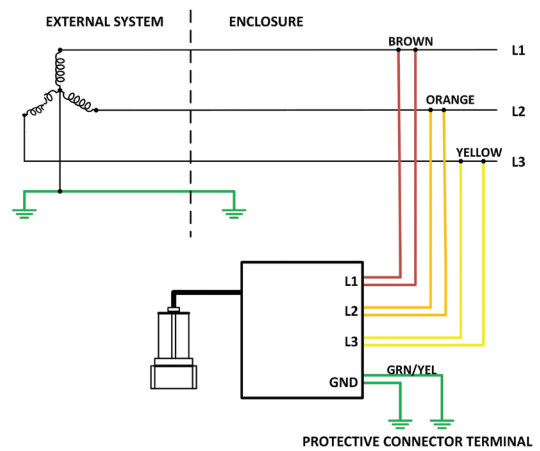 EXTERNAL SYSTEM
ENCLOSURE
BROWN
L1
ORANGE
L2
YELLOW
L3
L1
L2
L3
GRN/YEL
GND
PROTECTIVE CONNECTOR TERMINAL